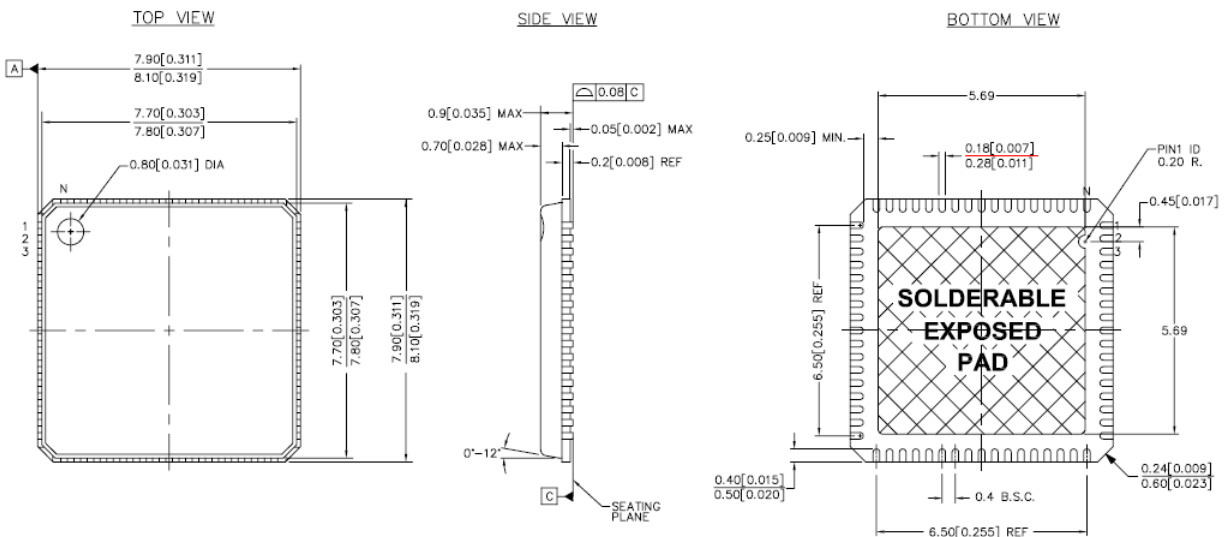 TOP VIEW
7.90[0.311]
8.10[0.319]
A
7.70[0.303]
7.80[0.307]
0.80[0.031] DIA
N
1
2
3
7.70[0.303]
7.80[0.307]
7.90[0.311]
8.10[0.319]
SIDE VIEW
0.08 C
0.9[0.035] MAX
0.05[0.002] MAX
0.70[0.028] MAX
0.2[0.008] REF
0°-12°
C
SEATING
PLANE
BOTTOM VIEW
5.69
0.25[0.009] MIN.
0.18[0.007]
0.28[0.011]
PIN1 ID
0.20 R.
N
0.45[0.017]
1
2
3
6.50[0.255] REF
SOLDERABLE
EXPOSED
PAD
5.69
0.40[0.015]
0.50[0.020]
0.4 B.S.C.
0.24[0.009]
0.60[0.023]
6.50[0.255] REF